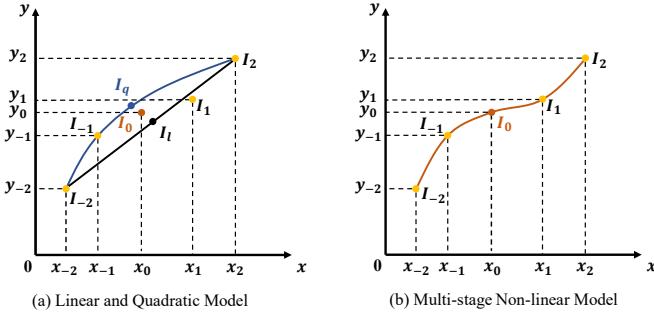 y
y₂
y₁
y₀
y₋₁
y₋₂
I₂
I_q
I₁
I₋₁
I₀
I_l
I₋₂
0
x₋₂
x₋₁
x₀
x₁
x₂
x
(a) Linear and Quadratic Model
y
y₂
y₁
y₀
y₋₁
y₋₂
I₂
I₁
I₋₁
I₀
I₋₂
0
x₋₂
x₋₁
x₀
x₁
x₂
x
(b) Multi-stage Non-linear Model